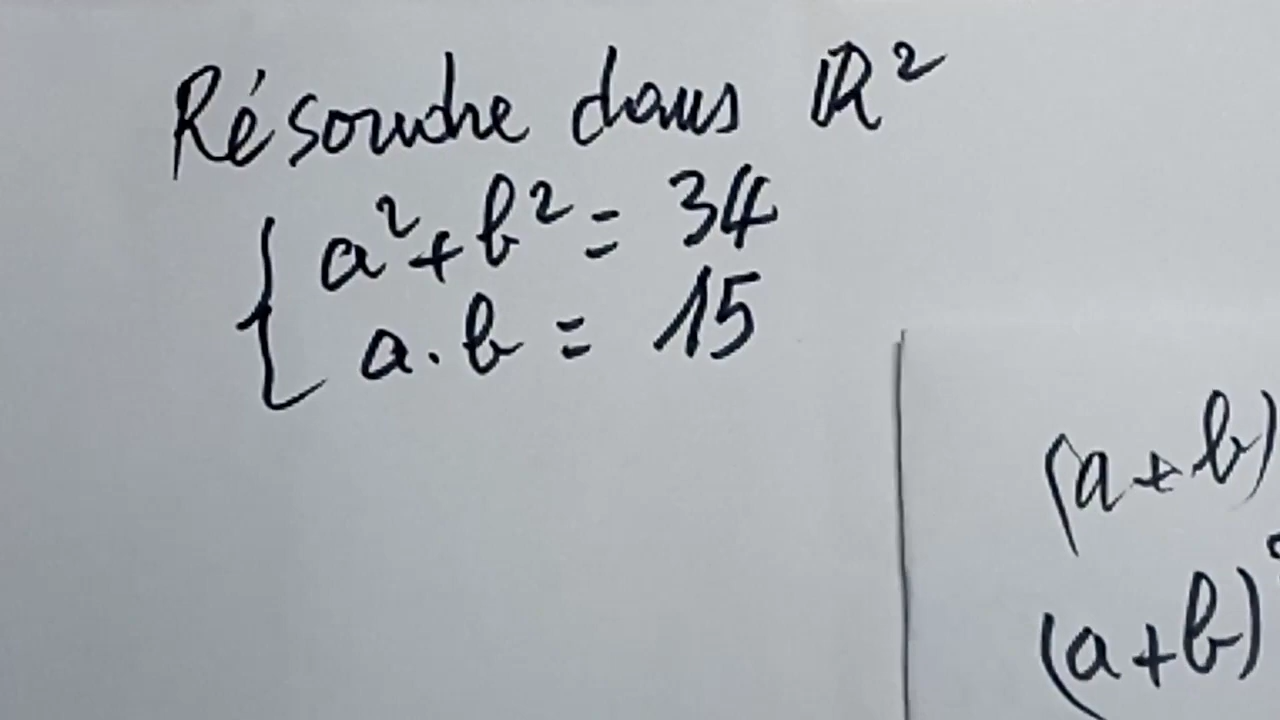 Résoudre dans ℝ²
{ a² + b² = 34
a . b = 15
(a + b)
(a + b)